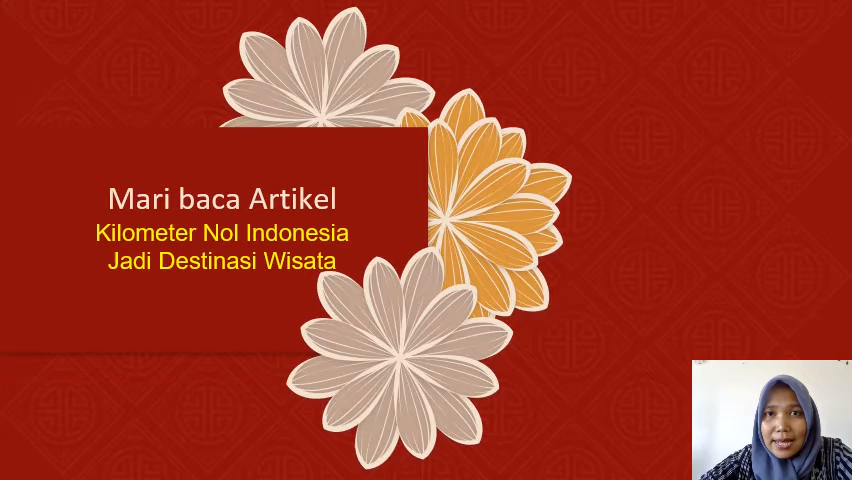 Mari baca Artikel
Kilometer Nol Indonesia
Jadi Destinasi Wisata